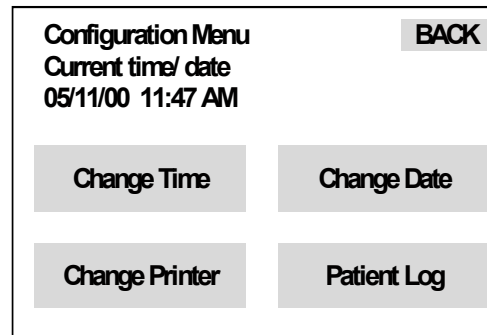 Configuration Menu BACK
Current time/ date
05/11/00 11:47 AM
Change Time Change Date
Change Printer Patient Log